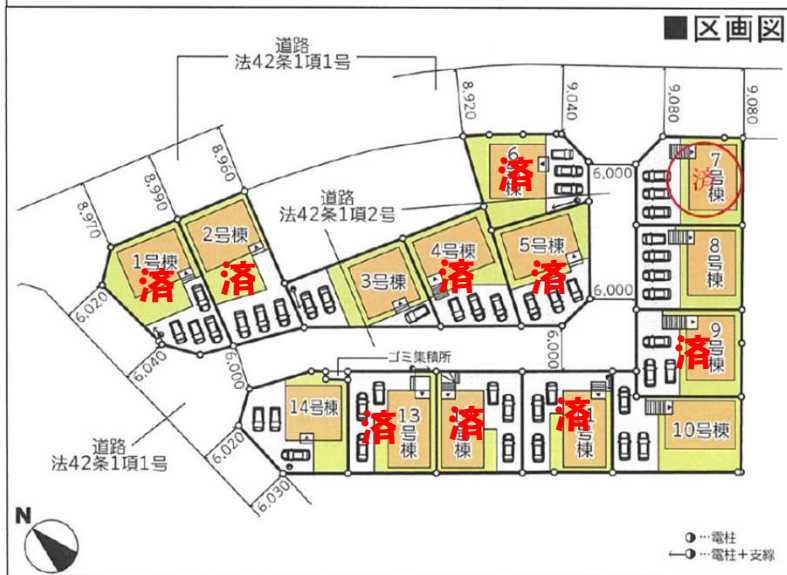 ■区画図
道路
法42条1項1号
8.920
9.040
9.080
9.080
8.970
8.990
8.960
道路
法42条1項2号
6
済
棟
6,000
7
済
号
棟
1号棟
済
2号棟
済
3号棟
4号棟
済
5号棟
済
8
号
棟
6,000
9
済
号
棟
6.020
6.040
6,000
6,000
ゴミ集積所
14号棟
13
済
号
棟
済
棟
済
号
棟
10号棟
道路
法42条1項1号
6.020
6.030
N
…電柱
…電柱+支線